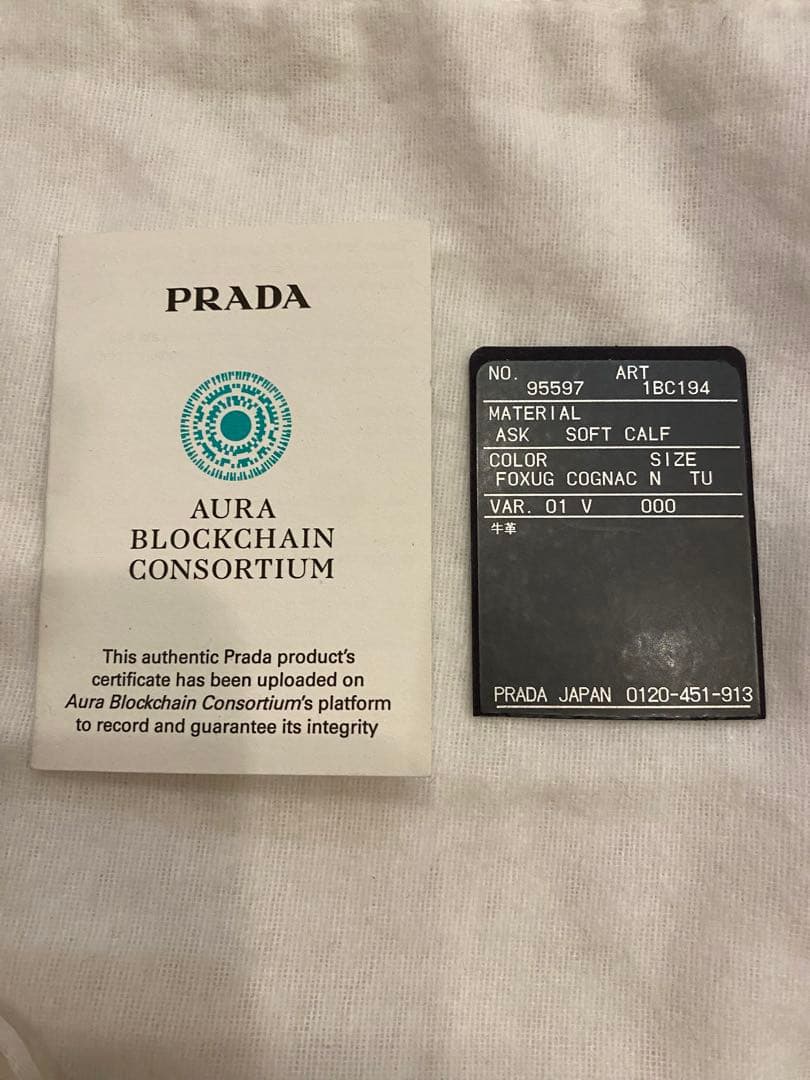 PRADA
AURA
BLOCKCHAIN
CONSORTIUM
This authentic Prada product's
certificate has been uploaded on
Aura Blockchain Consortium's platform
to record and guarantee its integrity
NO. ART
95597 1BC194
MATERIAL
ASK SOFT CALF
COLOR SIZE
FOXUG COGNAC N TU
VAR. 01 V 000
牛革
PRADA JAPAN 0120-451-913